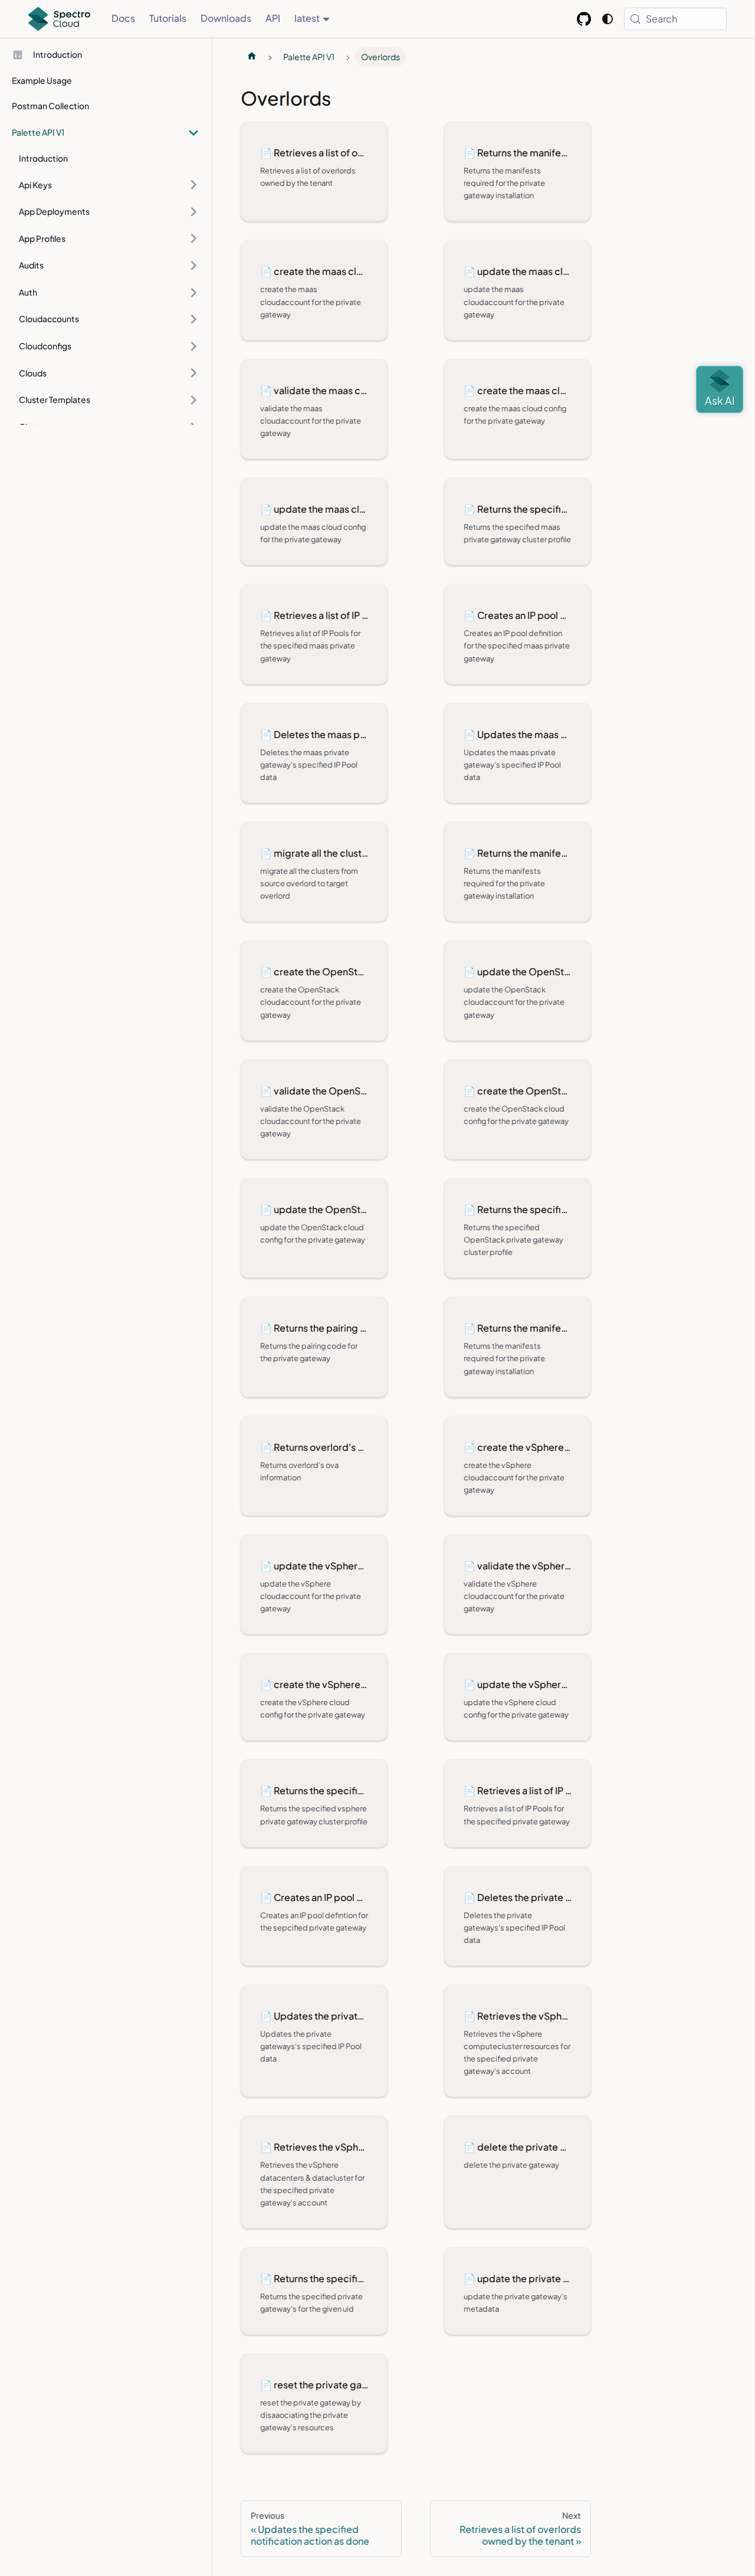 Spectro Cloud
Docs
Tutorials
Downloads
API
latest
Search
Introduction
Example Usage
Postman Collection
Palette API V1
Introduction
Api Keys
App Deployments
App Profiles
Audits
Auth
Cloudaccounts
Cloudconfigs
Clouds
Cluster Templates
Palette API V1
Overlords
Overlords
Retrieves a list of o...
Retrieves a list of overlords
owned by the tenant
Returns the manife...
Returns the manifests
required for the private
gateway installation
create the maas clo...
create the maas
cloudaccount for the private
gateway
update the maas cl...
update the maas
cloudaccount for the private
gateway
validate the maas c...
validate the maas
cloudaccount for the private
gateway
create the maas clo...
create the maas cloud config
for the private gateway
update the maas cl...
update the maas cloud config
for the private gateway
Returns the specifi...
Returns the specified maas
private gateway cluster profile
Retrieves a list of IP ...
Retrieves a list of IP Pools for
the specified maas private
gateway
Creates an IP pool ...
Creates an IP pool definition
for the specified maas private
gateway
Deletes the maas p...
Deletes the maas private
gateway's specified IP Pool
data
Updates the maas ...
Updates the maas private
gateway's specified IP Pool
data
migrate all the clust...
migrate all the clusters from
source overlord to target
overlord
Returns the manife...
Returns the manifests
required for the private
gateway installation
create the OpenSt...
create the OpenStack
cloudaccount for the private
gateway
update the OpenSt...
update the OpenStack
cloudaccount for the private
gateway
validate the OpenS...
validate the OpenStack
cloudaccount for the private
gateway
create the OpenSt...
create the OpenStack cloud
config for the private gateway
update the OpenSt...
update the OpenStack cloud
config for the private gateway
Returns the specifi...
Returns the specified
OpenStack private gateway
cluster profile
Returns the pairing ...
Returns the pairing code for
the private gateway
Returns the manife...
Returns the manifests
required for the private
gateway installation
Returns overlord's ...
Returns overlord's ova
information
create the vSphere...
create the vSphere
cloudaccount for the private
gateway
update the vSpher...
update the vSphere
cloudaccount for the private
gateway
validate the vSpher...
validate the vSphere
cloudaccount for the private
gateway
create the vSphere...
create the vSphere cloud
config for the private gateway
update the vSpher...
update the vSphere cloud
config for the private gateway
Returns the specifi...
Returns the specified vsphere
private gateway cluster profile
Retrieves a list of IP ...
Retrieves a list of IP Pools for
the specified private gateway
Creates an IP pool ...
Creates an IP pool defintion for
the sepcified private gateway
Deletes the private ...
Deletes the private
gateways's specified IP Pool
data
Updates the privat...
Updates the private
gateways's specified IP Pool
data
Retrieves the vSph...
Retrieves the vSphere
computecluster resources for
the specified private
gateway's account
Retrieves the vSph...
Retrieves the vSphere
datacenters & datacluster for
the specified private
gateway's account
delete the private ...
delete the private gateway
Returns the specifi...
Returns the specified private
gateway's for the given uid
update the private ...
update the private gateway's
metadata
reset the private ga...
reset the private gateway by
disaaociating the private
gateway's resources
Ask AI
Previous
« Updates the specified
notification action as done
Next
Retrieves a list of overlords
owned by the tenant »